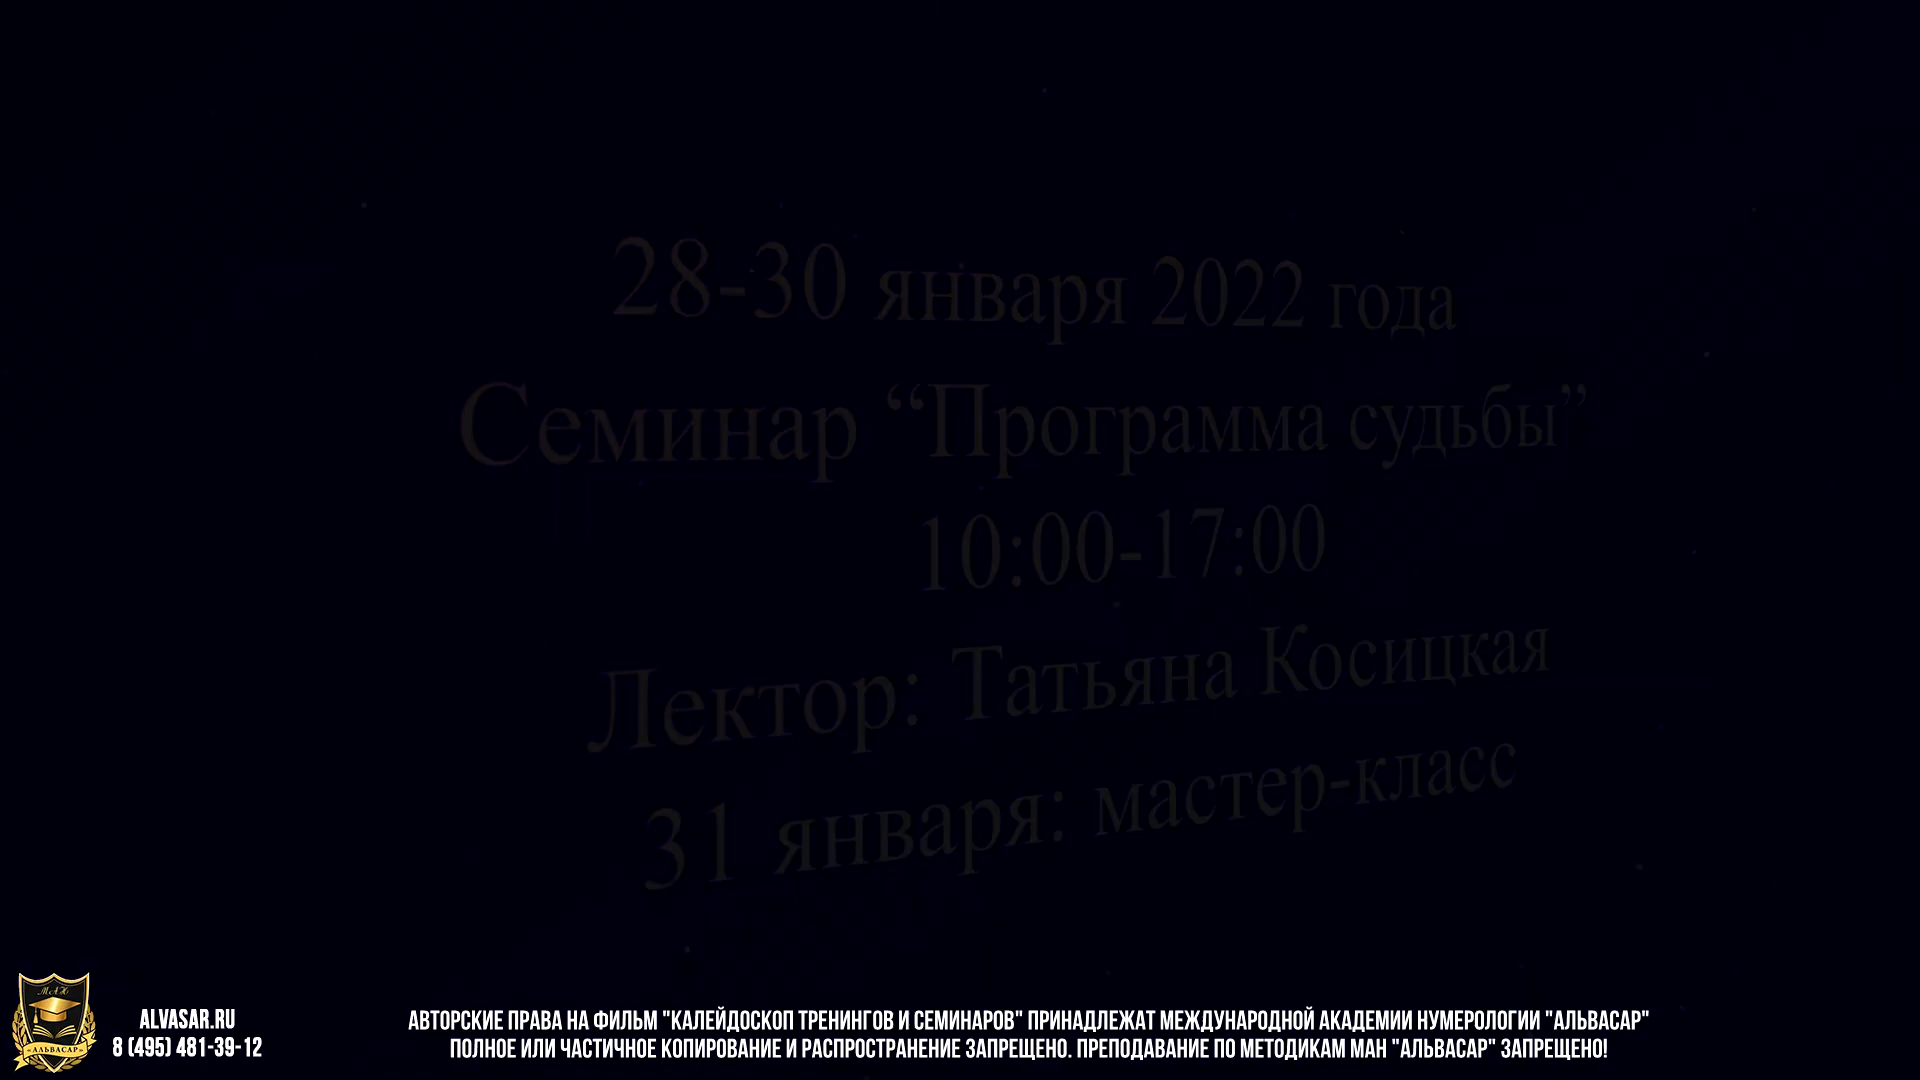 28-30 января 2022 года
Семинар “Программа судьбы”
10:00-17:00
Лектор: Татьяна Косицкая
31 января: мастер-класс
МАН
«АЛЬВАСАР»
ALVASAR.RU
8 (495) 481-39-12
АВТОРСКИЕ ПРАВА НА ФИЛЬМ "КАЛЕЙДОСКОП ТРЕНИНГОВ И СЕМИНАРОВ" ПРИНАДЛЕЖАТ МЕЖДУНАРОДНОЙ АКАДЕМИИ НУМЕРОЛОГИИ "АЛЬВАСАР"
ПОЛНОЕ ИЛИ ЧАСТИЧНОЕ КОПИРОВАНИЕ И РАСПРОСТРАНЕНИЕ ЗАПРЕЩЕНО. ПРЕПОДАВАНИЕ ПО МЕТОДИКАМ МАН "АЛЬВАСАР" ЗАПРЕЩЕНО!